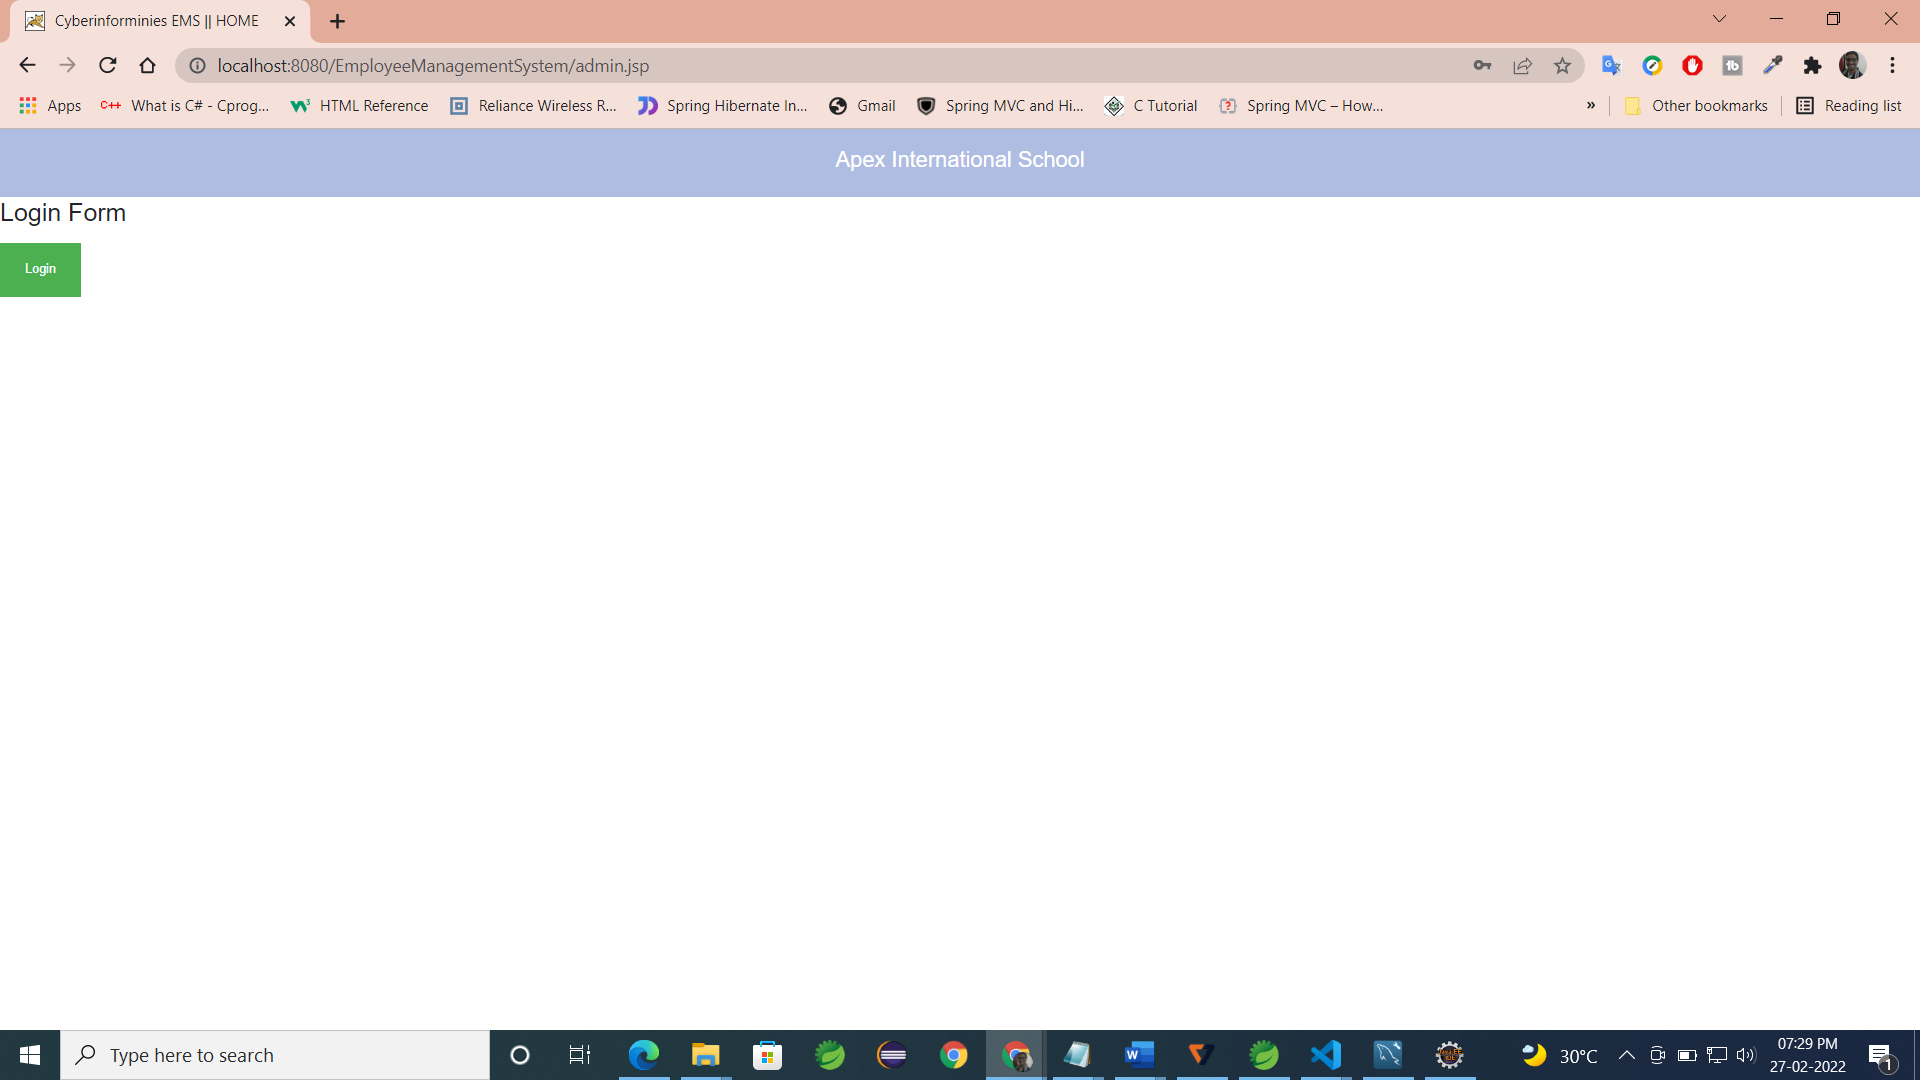 Cyberinforminies EMS || HOME
localhost:8080/EmployeeManagementSystem/admin.jsp
Apps What is C# - Cprog... HTML Reference Reliance Wireless R... Spring Hibernate In... Gmail Spring MVC and Hi... C Tutorial Spring MVC – How... » Other bookmarks Reading list
Apex International School
Login Form
Login
Type here to search
30°C
07:29 PM
27-02-2022
1